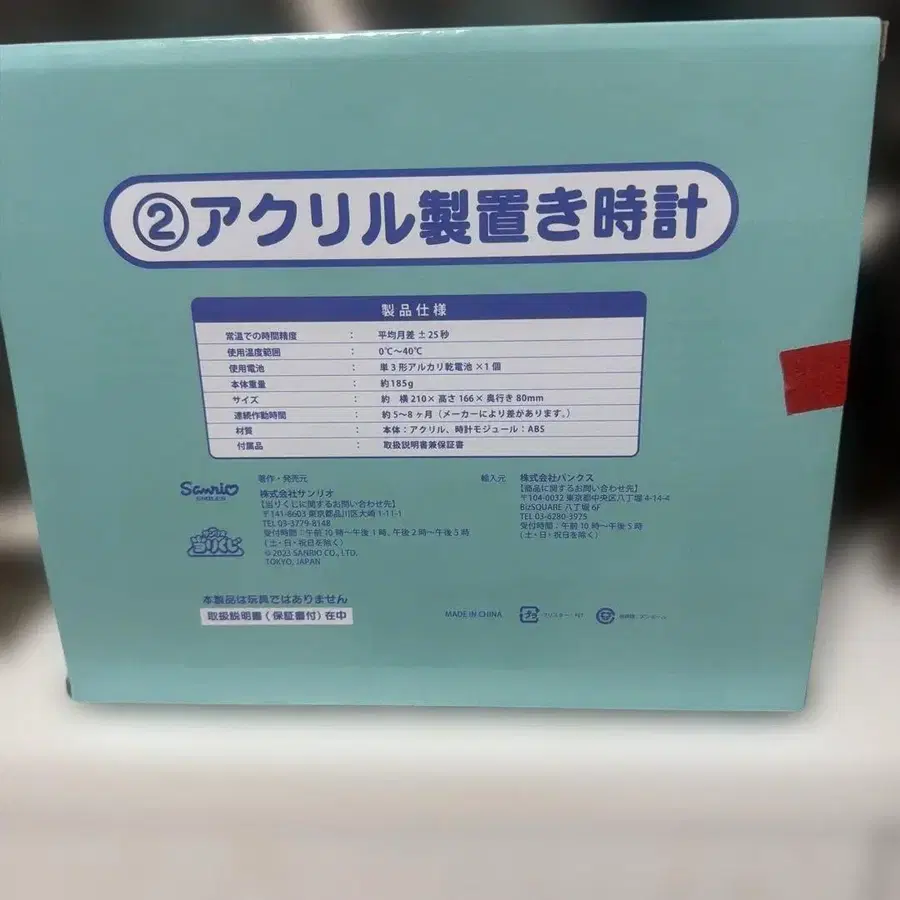 ②アクリル製置き時計
製品仕様
常温での時間精度 : 平均月差 ±25秒
使用温度範囲 : 0℃〜40℃
使用電池 : 単3形アルカリ乾電池 ×1個
本体重量 : 約185g
サイズ : 約 横210×高さ166×奥行き80mm
連続作動時間 : 約5〜8ヶ月（メーカーにより差があります。）
材質 : 本体：アクリル、時計モジュール：ABS
付属品 : 取扱説明書兼保証書
Sanrio
著作・発売元
株式会社サンリオ
【当りくじに関するお問い合わせ先】
〒141-8603 東京都品川区大崎 1-11-1
TEL 03-3779-8148
受付時間：午前10時〜午後1時、午後2時〜午後5時
（土・日・祝日を除く）
© 2023 SANRIO CO., LTD.
TOKYO, JAPAN
当りくじ
輸入元
株式会社バンクス
【商品に関するお問い合わせ先】
〒104-0032 東京都中央区八丁堀 4-14-4
BizSQUARE 八丁堀 6F
TEL 03-6280-3975
受付時間：午前10時〜午後5時
（土・日・祝日を除く）
本製品は玩具ではありません
取扱説明書（保証書付）在中
MADE IN CHINA
プラ